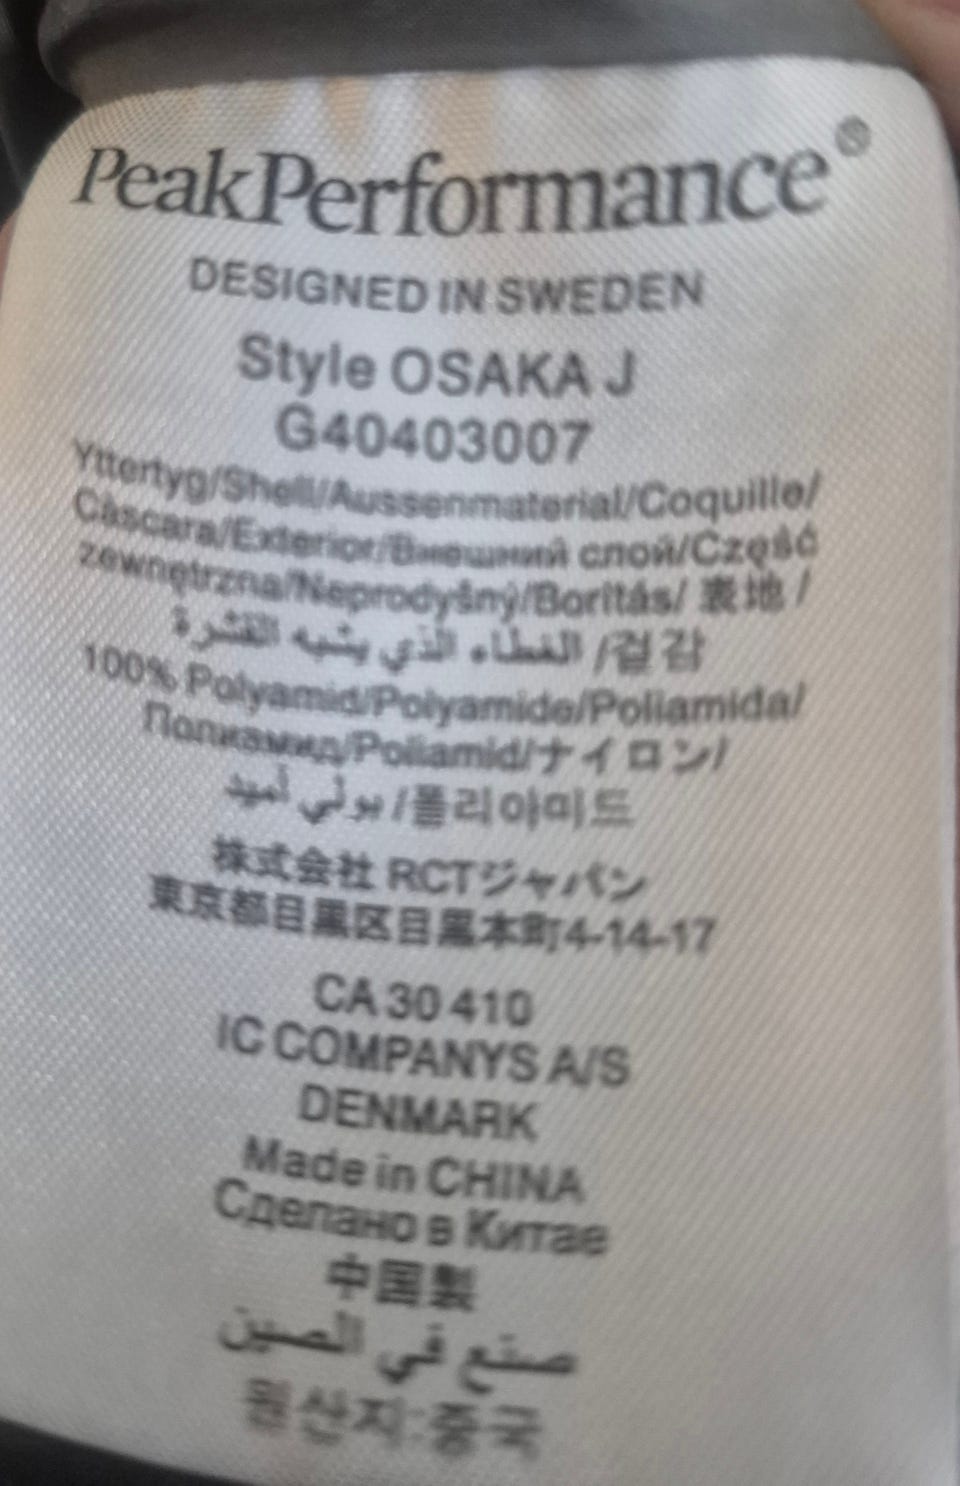 PeakPerformance®
DESIGNED IN SWEDEN
Style OSAKA J
G40403007
Yttertyg/Shell/Aussenmaterial/Coquille/
Càscara/Exterior/Внешний слой/Część
zewnętrzna/Neprodyšný/Borítás/ 表地 /
الغطاء الذي يشبه القشرة /겉감
100% Polyamid/Polyamide/Poliamida/
Полиамид/Poliamid/ナイロン/
بولي أميد /폴리아미드
株式会社 RCTジャパン
東京都目黒区目黒本町4-14-17
CA 30 410
IC COMPANYS A/S
DENMARK
Made in CHINA
Сделано в Китае
中国製
صنع في الصين
원산지:중국